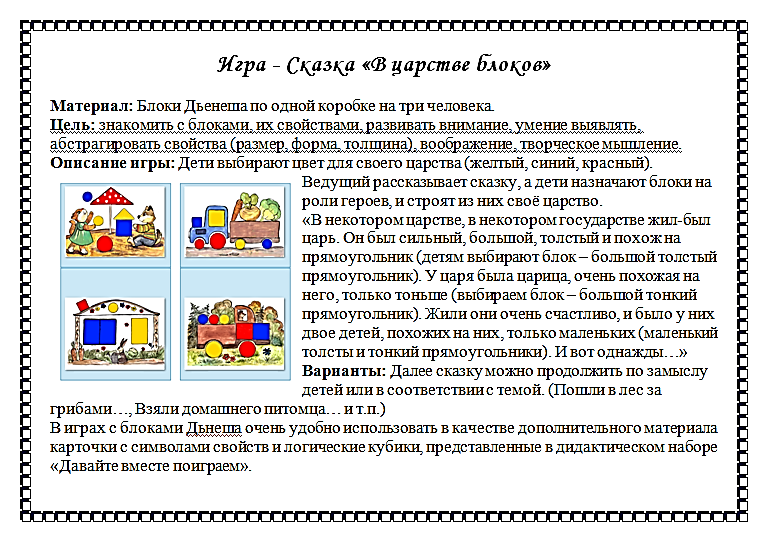 Игра - Сказка «В царстве блоков»
Материал: Блоки Дьенеша по одной коробке на три человека.
Цель: знакомить с блоками, их свойствами, развивать внимание, умение выявлять,
абстрагировать свойства (размер, форма, толщина), воображение, творческое мышление.
Описание игры: Дети выбирают цвет для своего царства (желтый, синий, красный).
Ведущий рассказывает сказку, а дети назначают блоки на
роли героев, и строят из них своё царство.
«В некотором царстве, в некотором государстве жил-был
царь. Он был сильный, большой, толстый и похож на
прямоугольник (детям выбирают блок – большой толстый
прямоугольник). У царя была царица, очень похожая на
него, только тоньше (выбираем блок – большой тонкий
прямоугольник). Жили они очень счастливо, и было у них
двое детей, похожих на них, только маленьких (маленький
толсты и тонкий прямоугольники). И вот однажды…»
Варианты: Далее сказку можно продолжить по замыслу
детей или в соответствии с темой. (Пошли в лес за
грибами…, Взяли домашнего питомца… и т.п.)
В играх с блоками Дьнеша очень удобно использовать в качестве дополнительного материала
карточки с символами свойств и логические кубики, представленные в дидактическом наборе
«Давайте вместе поиграем».